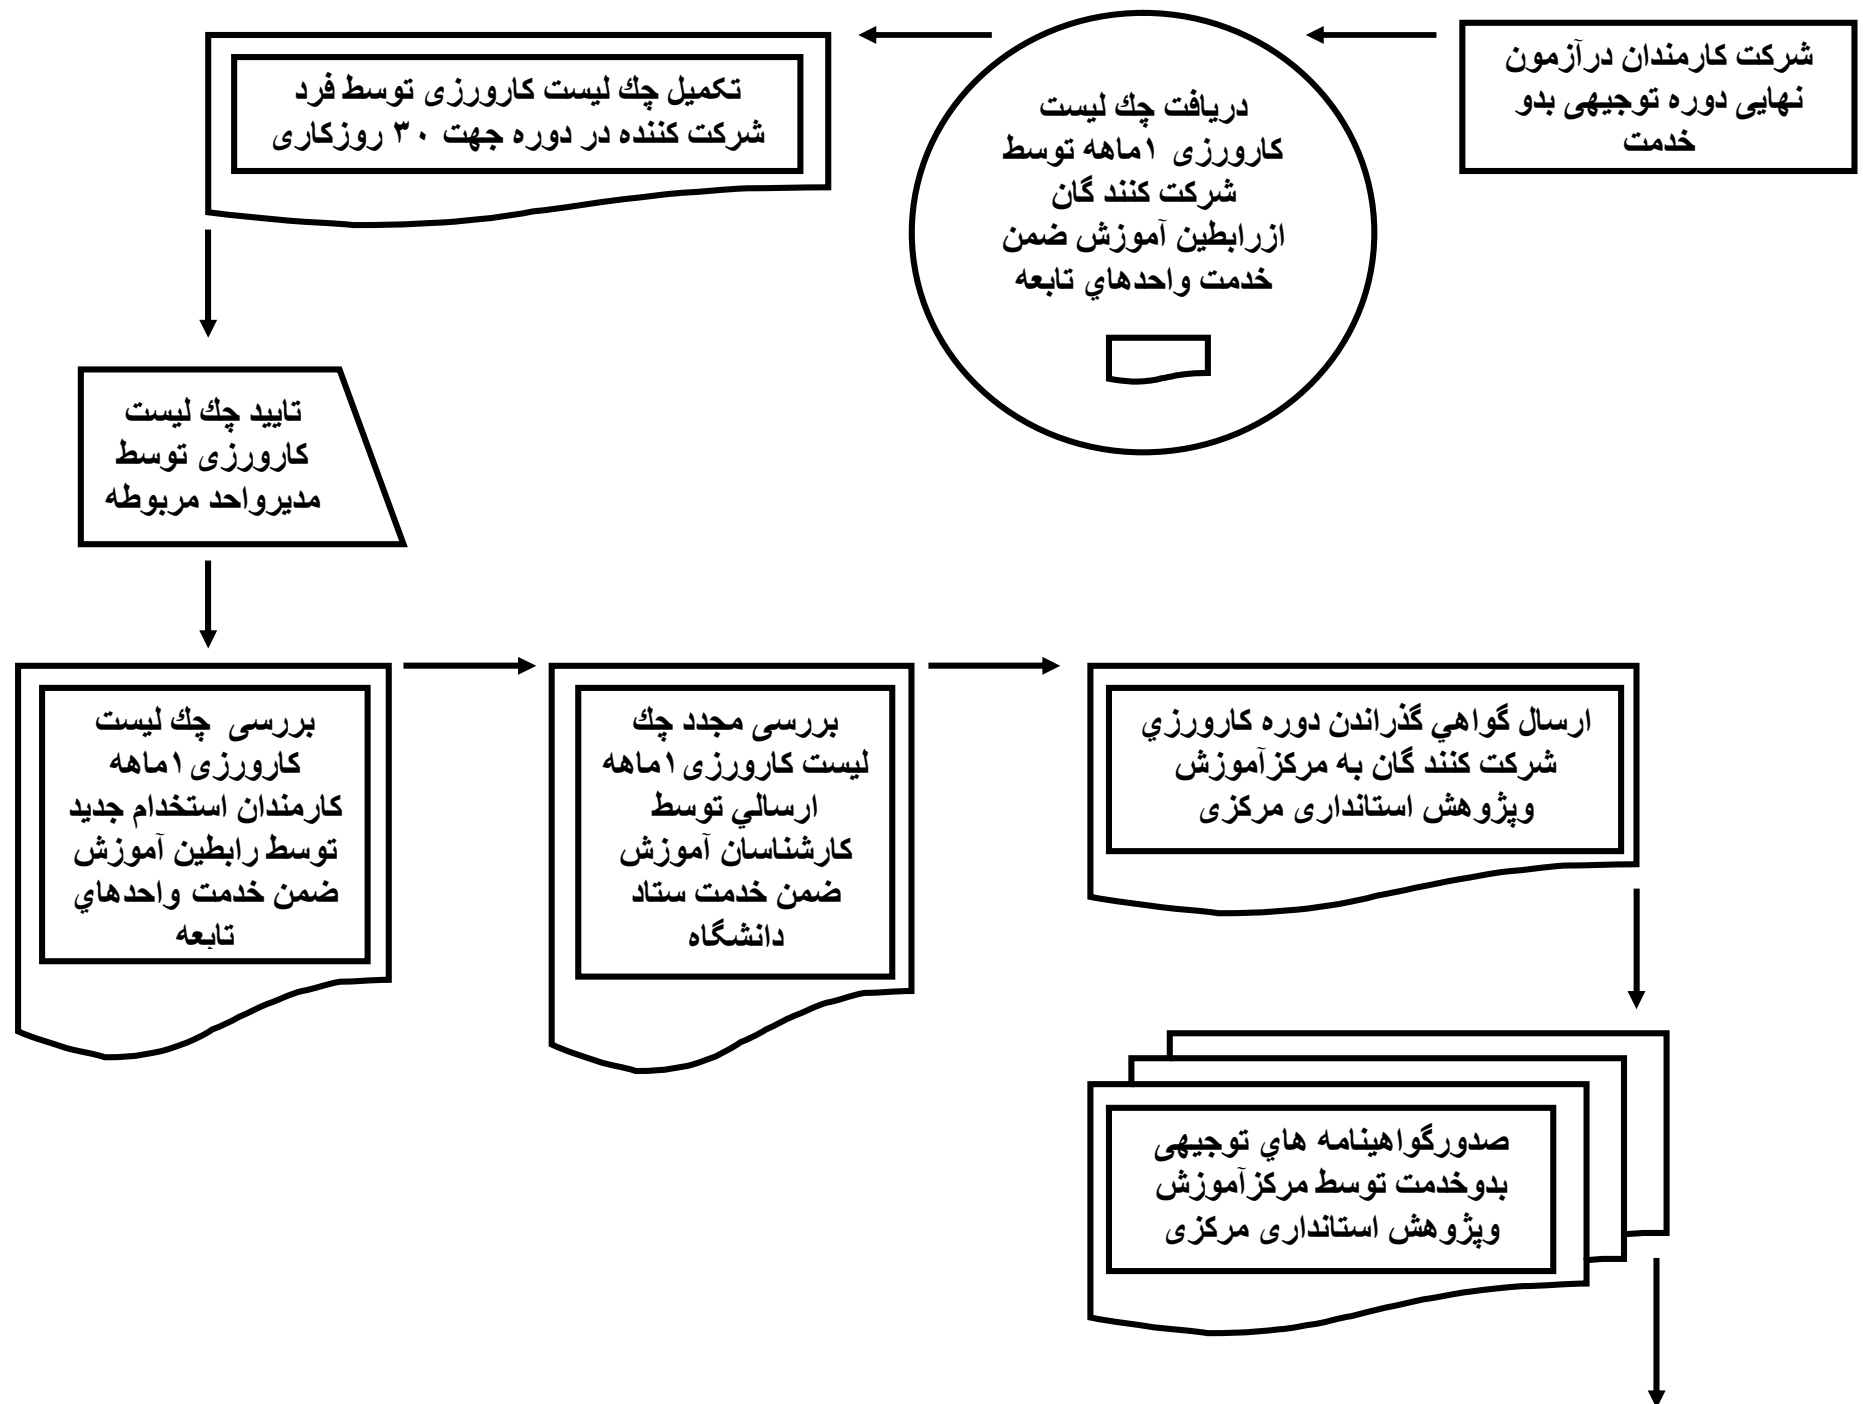 شرکت کارمندان درآزمون
نهایی دوره توجیهی بدو
خدمت
دریافت چك لیست
کارورزی ۱ماهه توسط
شرکت کنند گان
ازرابطین آموزش ضمن
خدمت واحدهاي تابعه
تکمیل چك لیست کارورزی توسط فرد
شرکت کننده در دوره جهت ۳۰ روزکاری
تایید چك لیست
کارورزی توسط
مدیرواحد مربوطه
بررسی چك لیست
کارورزی ۱ماهه
کارمندان استخدام جدید
توسط رابطین آموزش
ضمن خدمت واحدهاي
تابعه
بررسی مجدد چك
لیست کارورزی ۱ماهه
ارسالي توسط
کارشناسان آموزش
ضمن خدمت ستاد
دانشگاه
ارسال گواهي گذراندن دوره کارورزي
شرکت کنند گان به مرکزآموزش
وپژوهش استانداری مرکزی
صدورگواهینامه هاي توجیهی
بدوخدمت توسط مرکزآموزش
وپژوهش استانداری مرکزی